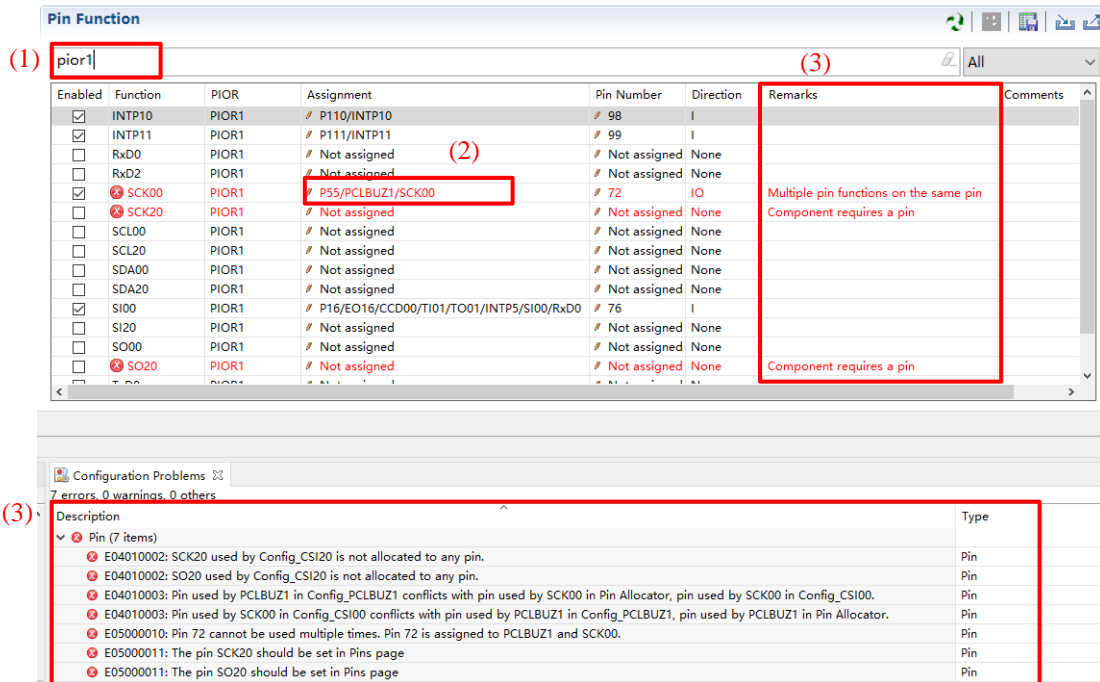 Pin Function
(1)
pior1
All
(3)
Enabled Function PIOR Assignment Pin Number Direction Remarks Comments
INTP10 PIOR1 P110/INTP10 98 I
INTP11 PIOR1 P111/INTP11 99 I
RxD0 PIOR1 Not assigned Not assigned None
(2)
RxD2 PIOR1 Not assigned Not assigned None
SCK00 PIOR1 P55/PCLBUZ1/SCK00 72 IO Multiple pin functions on the same pin
SCK20 PIOR1 Not assigned Not assigned None Component requires a pin
SCL00 PIOR1 Not assigned Not assigned None
SCL20 PIOR1 Not assigned Not assigned None
SDA00 PIOR1 Not assigned Not assigned None
SDA20 PIOR1 Not assigned Not assigned None
SI00 PIOR1 P16/EO16/CCD00/TI01/TO01/INTP5/SI00/RxD0 76 I
SI20 PIOR1 Not assigned Not assigned None
SO00 PIOR1 Not assigned Not assigned None
SO20 PIOR1 Not assigned Not assigned None Component requires a pin
Configuration Problems
7 errors, 0 warnings, 0 others
(3)
Description Type
Pin (7 items)
E04010002: SCK20 used by Config_CSI20 is not allocated to any pin. Pin
E04010002: SO20 used by Config_CSI20 is not allocated to any pin. Pin
E04010003: Pin used by PCLBUZ1 in Config_PCLBUZ1 conflicts with pin used by SCK00 in Pin Allocator, pin used by SCK00 in Config_CSI00. Pin
E04010003: Pin used by SCK00 in Config_CSI00 conflicts with pin used by PCLBUZ1 in Config_PCLBUZ1, pin used by PCLBUZ1 in Pin Allocator. Pin
E05000010: Pin 72 cannot be used multiple times. Pin 72 is assigned to PCLBUZ1 and SCK00. Pin
E05000011: The pin SCK20 should be set in Pins page Pin
E05000011: The pin SO20 should be set in Pins page Pin